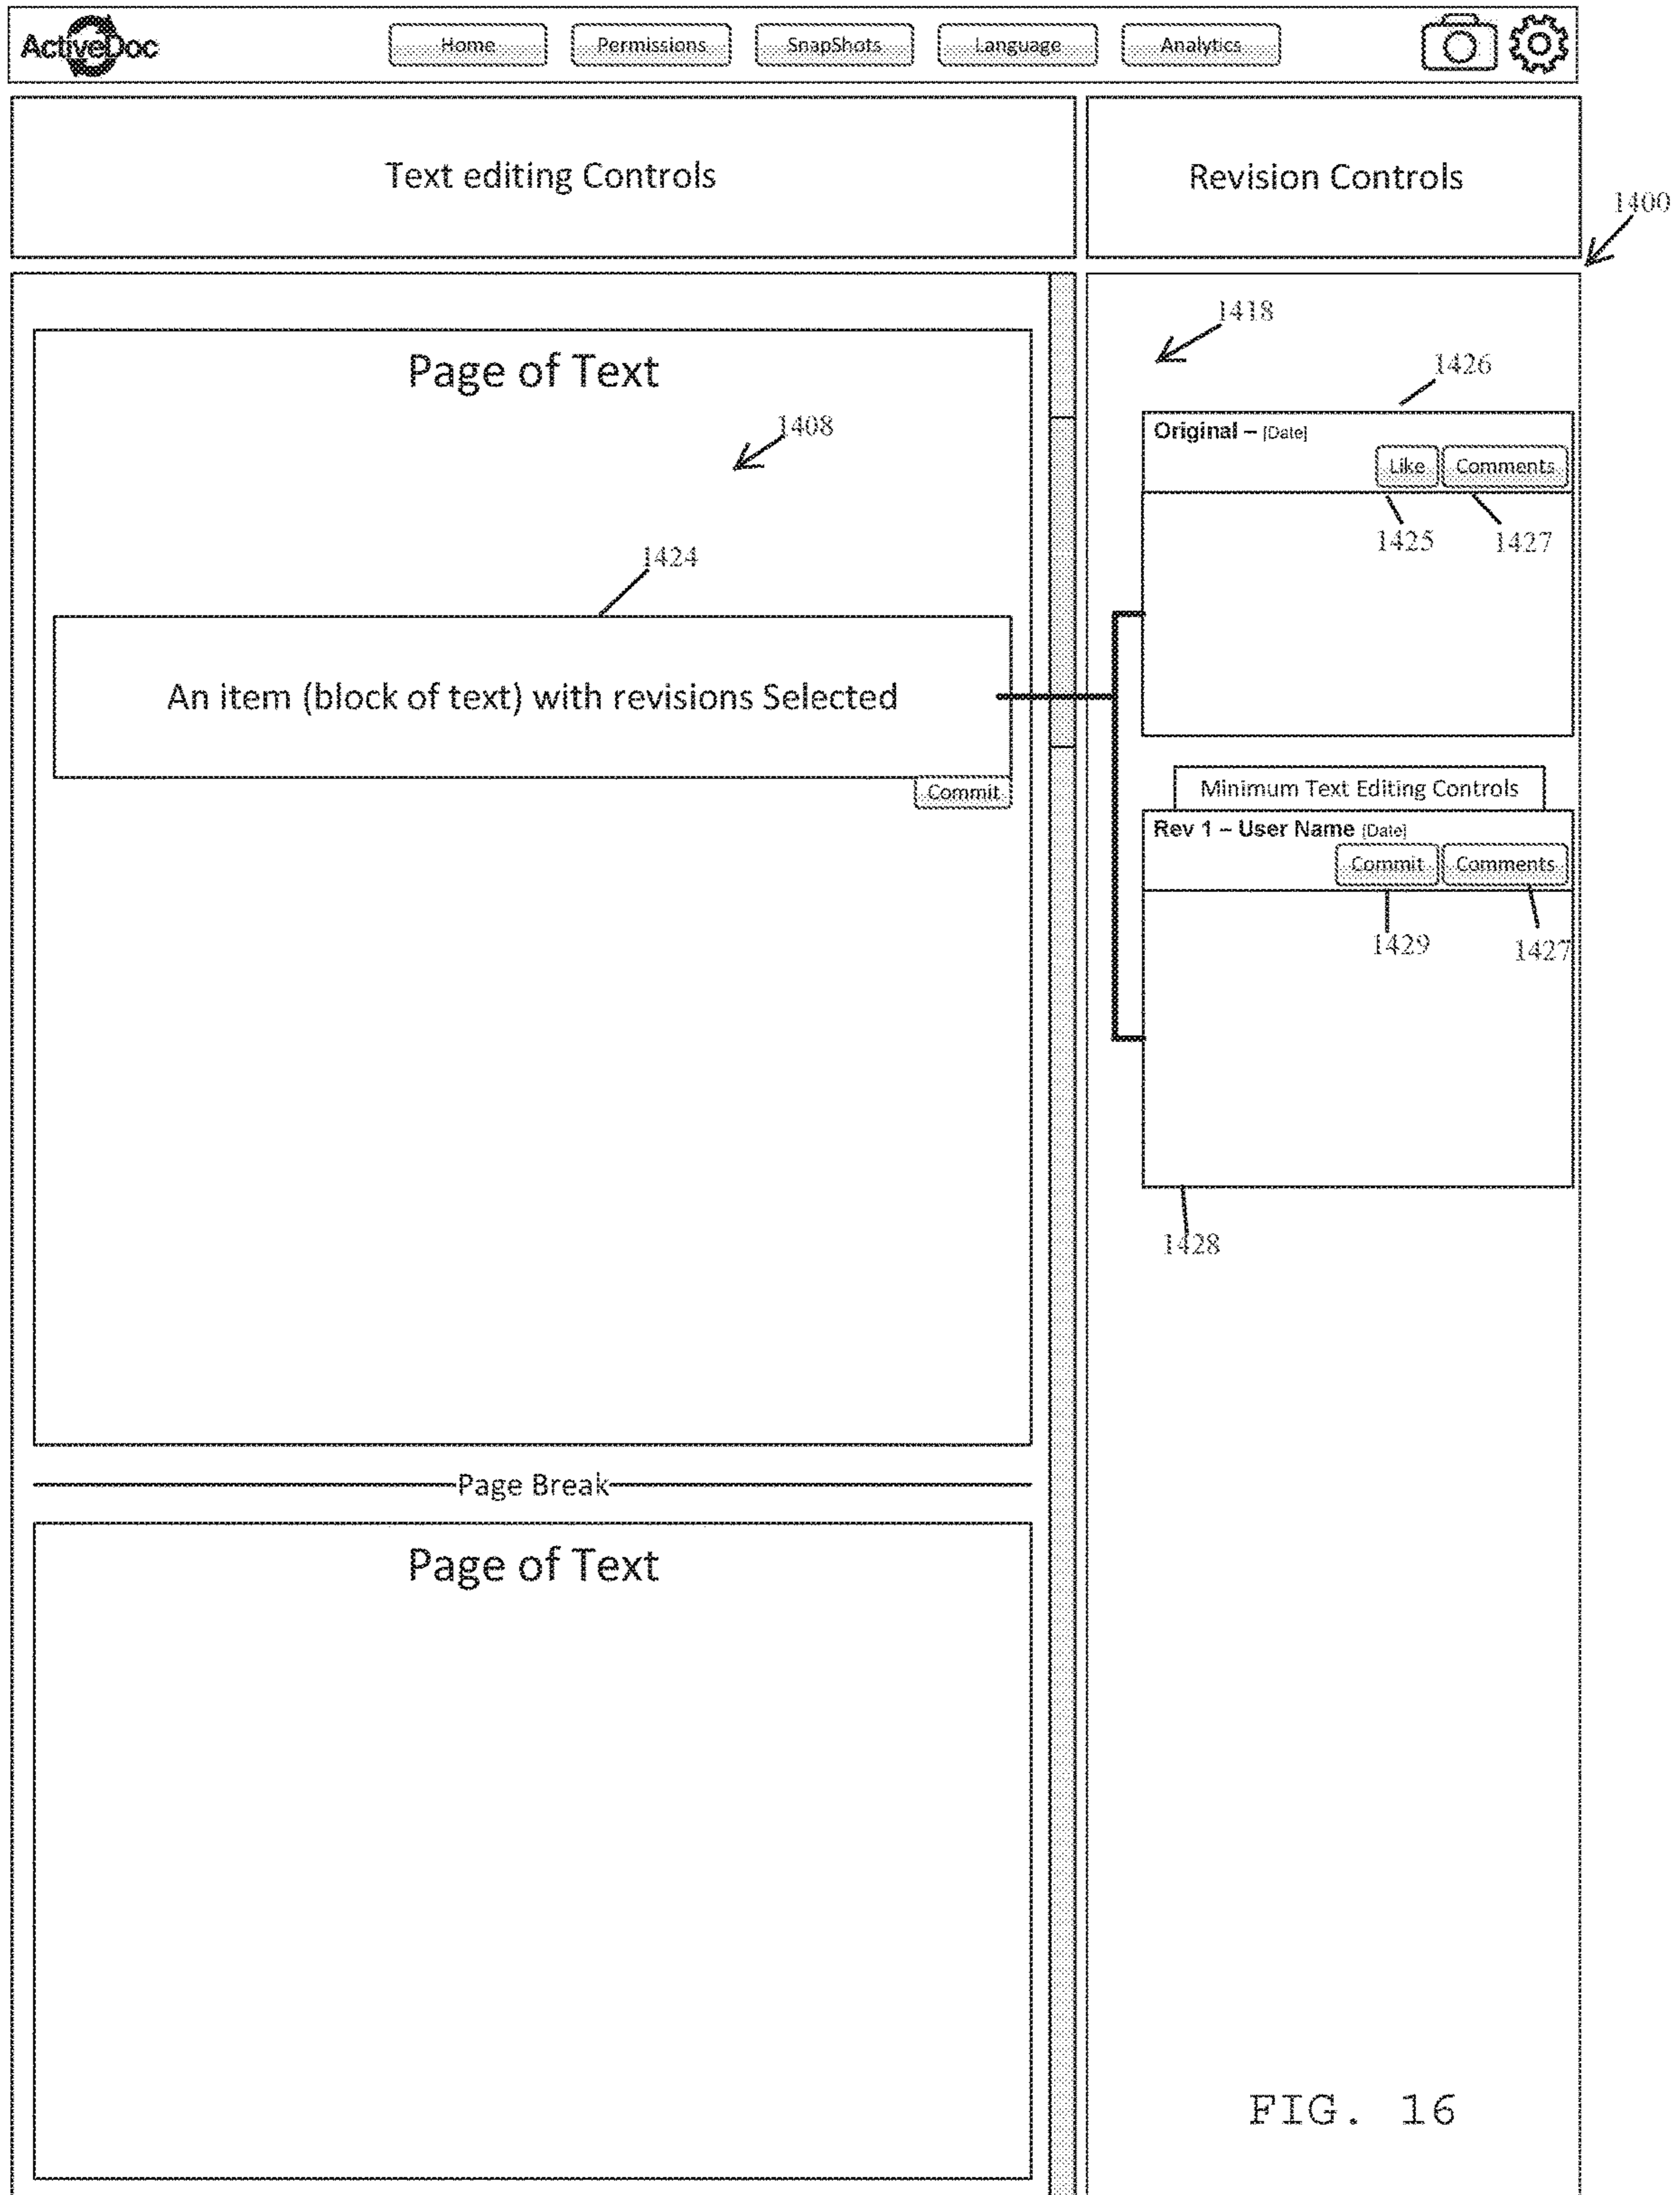 ActiveDoc
Home Permissions SnapShots Language Analytics
Text editing Controls
Revision Controls
1400
Page of Text
1408
1424
An item (block of text) with revisions Selected
Commit
1418
1426
Original – [Date]
Like Comments
1425 1427
Minimum Text Editing Controls
Rev 1 – User Name [Date]
Commit Comments
1429 1427
1428
Page Break
Page of Text
FIG. 16